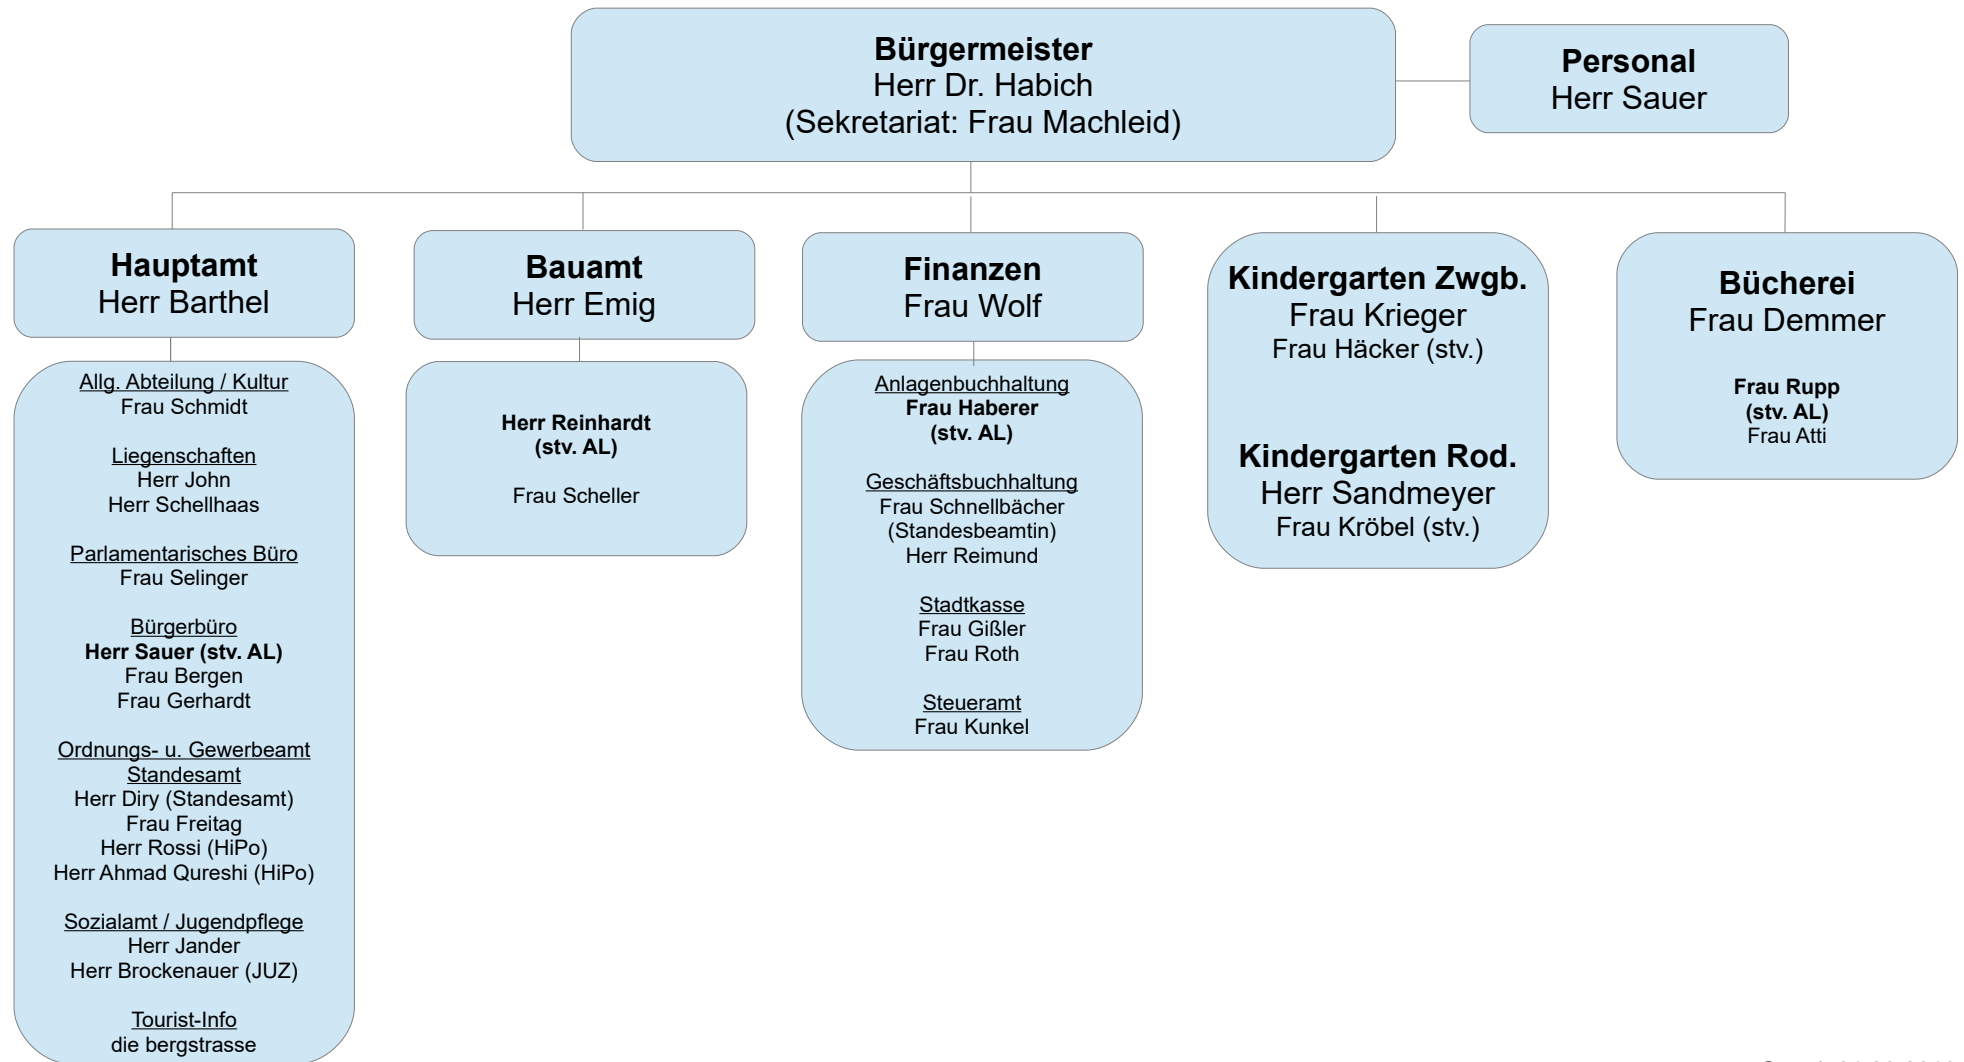 Bürgermeister
Herr Dr. Habich
(Sekretariat: Frau Machleid)
Personal
Herr Sauer
Hauptamt
Herr Barthel
Allg. Abteilung / Kultur
Frau Schmidt
Liegenschaften
Herr John
Herr Schellhaas
Parlamentarisches Büro
Frau Selinger
Bürgerbüro
Herr Sauer (stv. AL)
Frau Bergen
Frau Gerhardt
Ordnungs- u. Gewerbeamt
Standesamt
Herr Diry (Standesamt)
Frau Freitag
Herr Rossi (HiPo)
Herr Ahmad Qureshi (HiPo)
Sozialamt / Jugendpflege
Herr Jander
Herr Brockenauer (JUZ)
Tourist-Info
die bergstrasse
Bauamt
Herr Emig
Herr Reinhardt
(stv. AL)
Frau Scheller
Finanzen
Frau Wolf
Anlagenbuchhaltung
Frau Haberer
(stv. AL)
Geschäftsbuchhaltung
Frau Schnellbächer
(Standesbeamtin)
Herr Reimund
Stadtkasse
Frau Gißler
Frau Roth
Steueramt
Frau Kunkel
Kindergarten Zwgb.
Frau Krieger
Frau Häcker (stv.)
Kindergarten Rod.
Herr Sandmeyer
Frau Kröbel (stv.)
Bücherei
Frau Demmer
Frau Rupp
(stv. AL)
Frau Atti